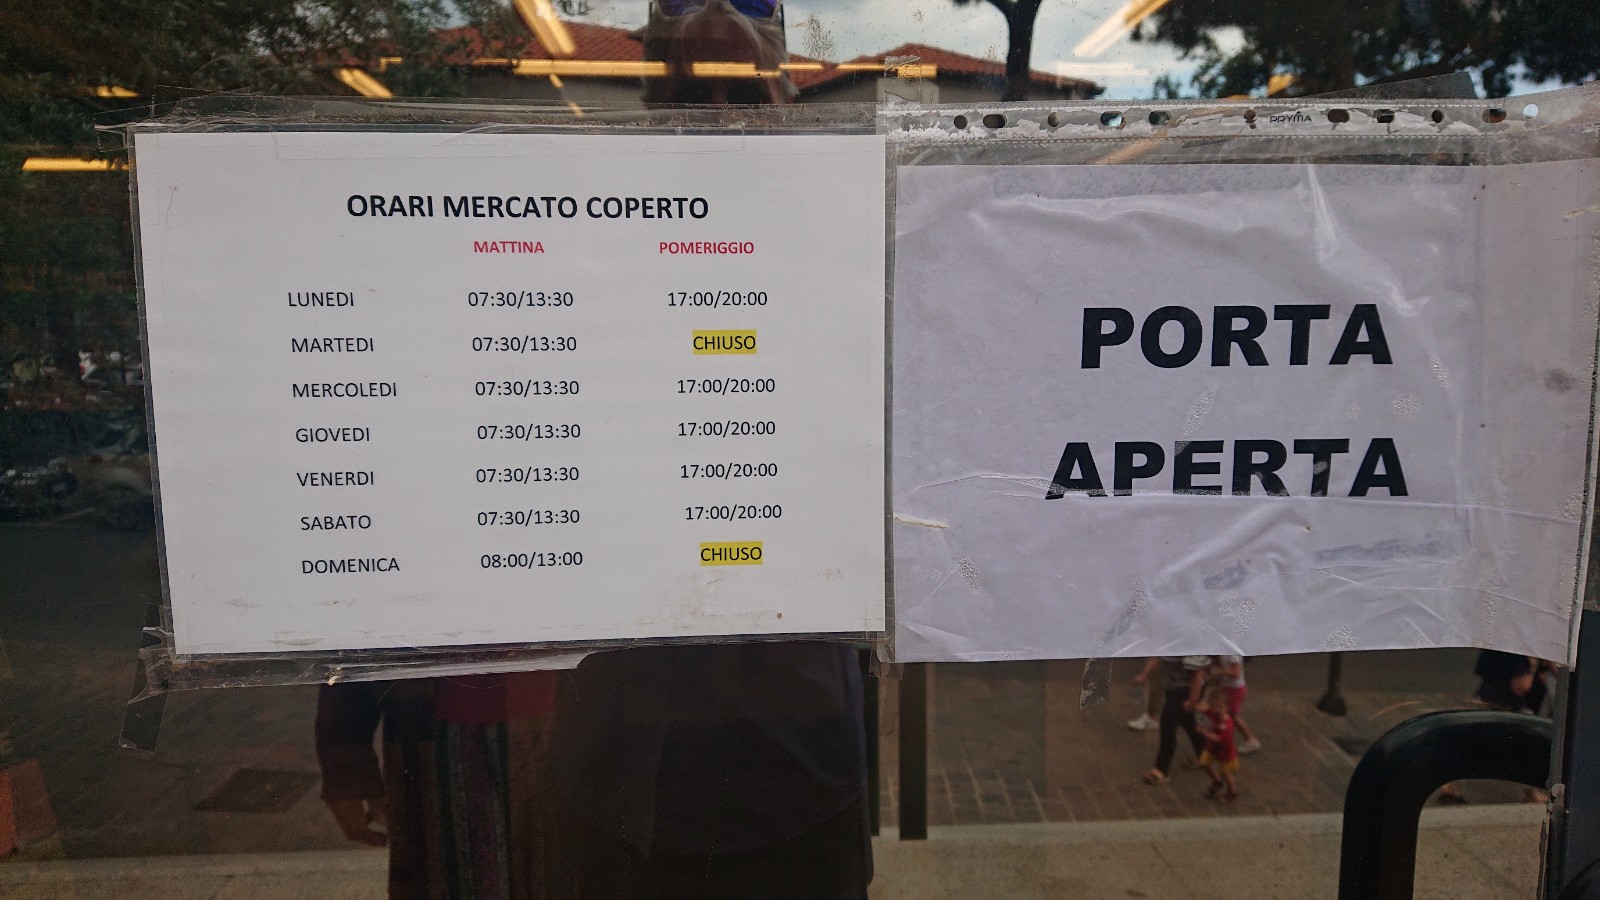 ORARI MERCATO COPERTO
MATTINA POMERIGGIO
LUNEDI 07:30/13:30 17:00/20:00
MARTEDI 07:30/13:30 CHIUSO
MERCOLEDI 07:30/13:30 17:00/20:00
GIOVEDI 07:30/13:30 17:00/20:00
VENERDI 07:30/13:30 17:00/20:00
SABATO 07:30/13:30 17:00/20:00
DOMENICA 08:00/13:00 CHIUSO
PRYMA
PORTA
APERTA